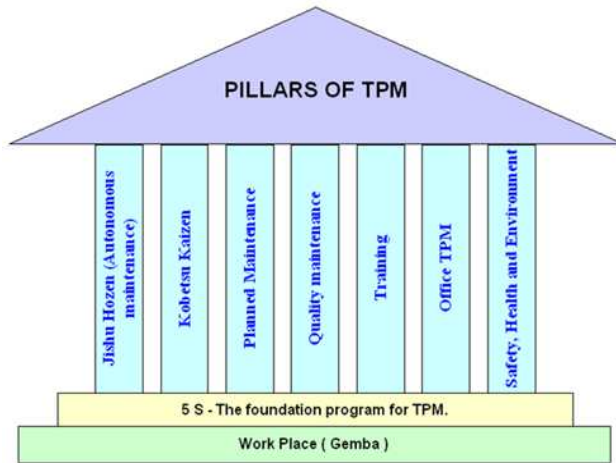 PILLARS OF TPM
Jishu Hozen (Autonomous
maintenance)
Kobetsu Kaizen
Planned Maintenance
Quality maintenance
Training
Office TPM
Safety, Health and Environment
5 S - The foundation program for TPM.
Work Place ( Gemba )